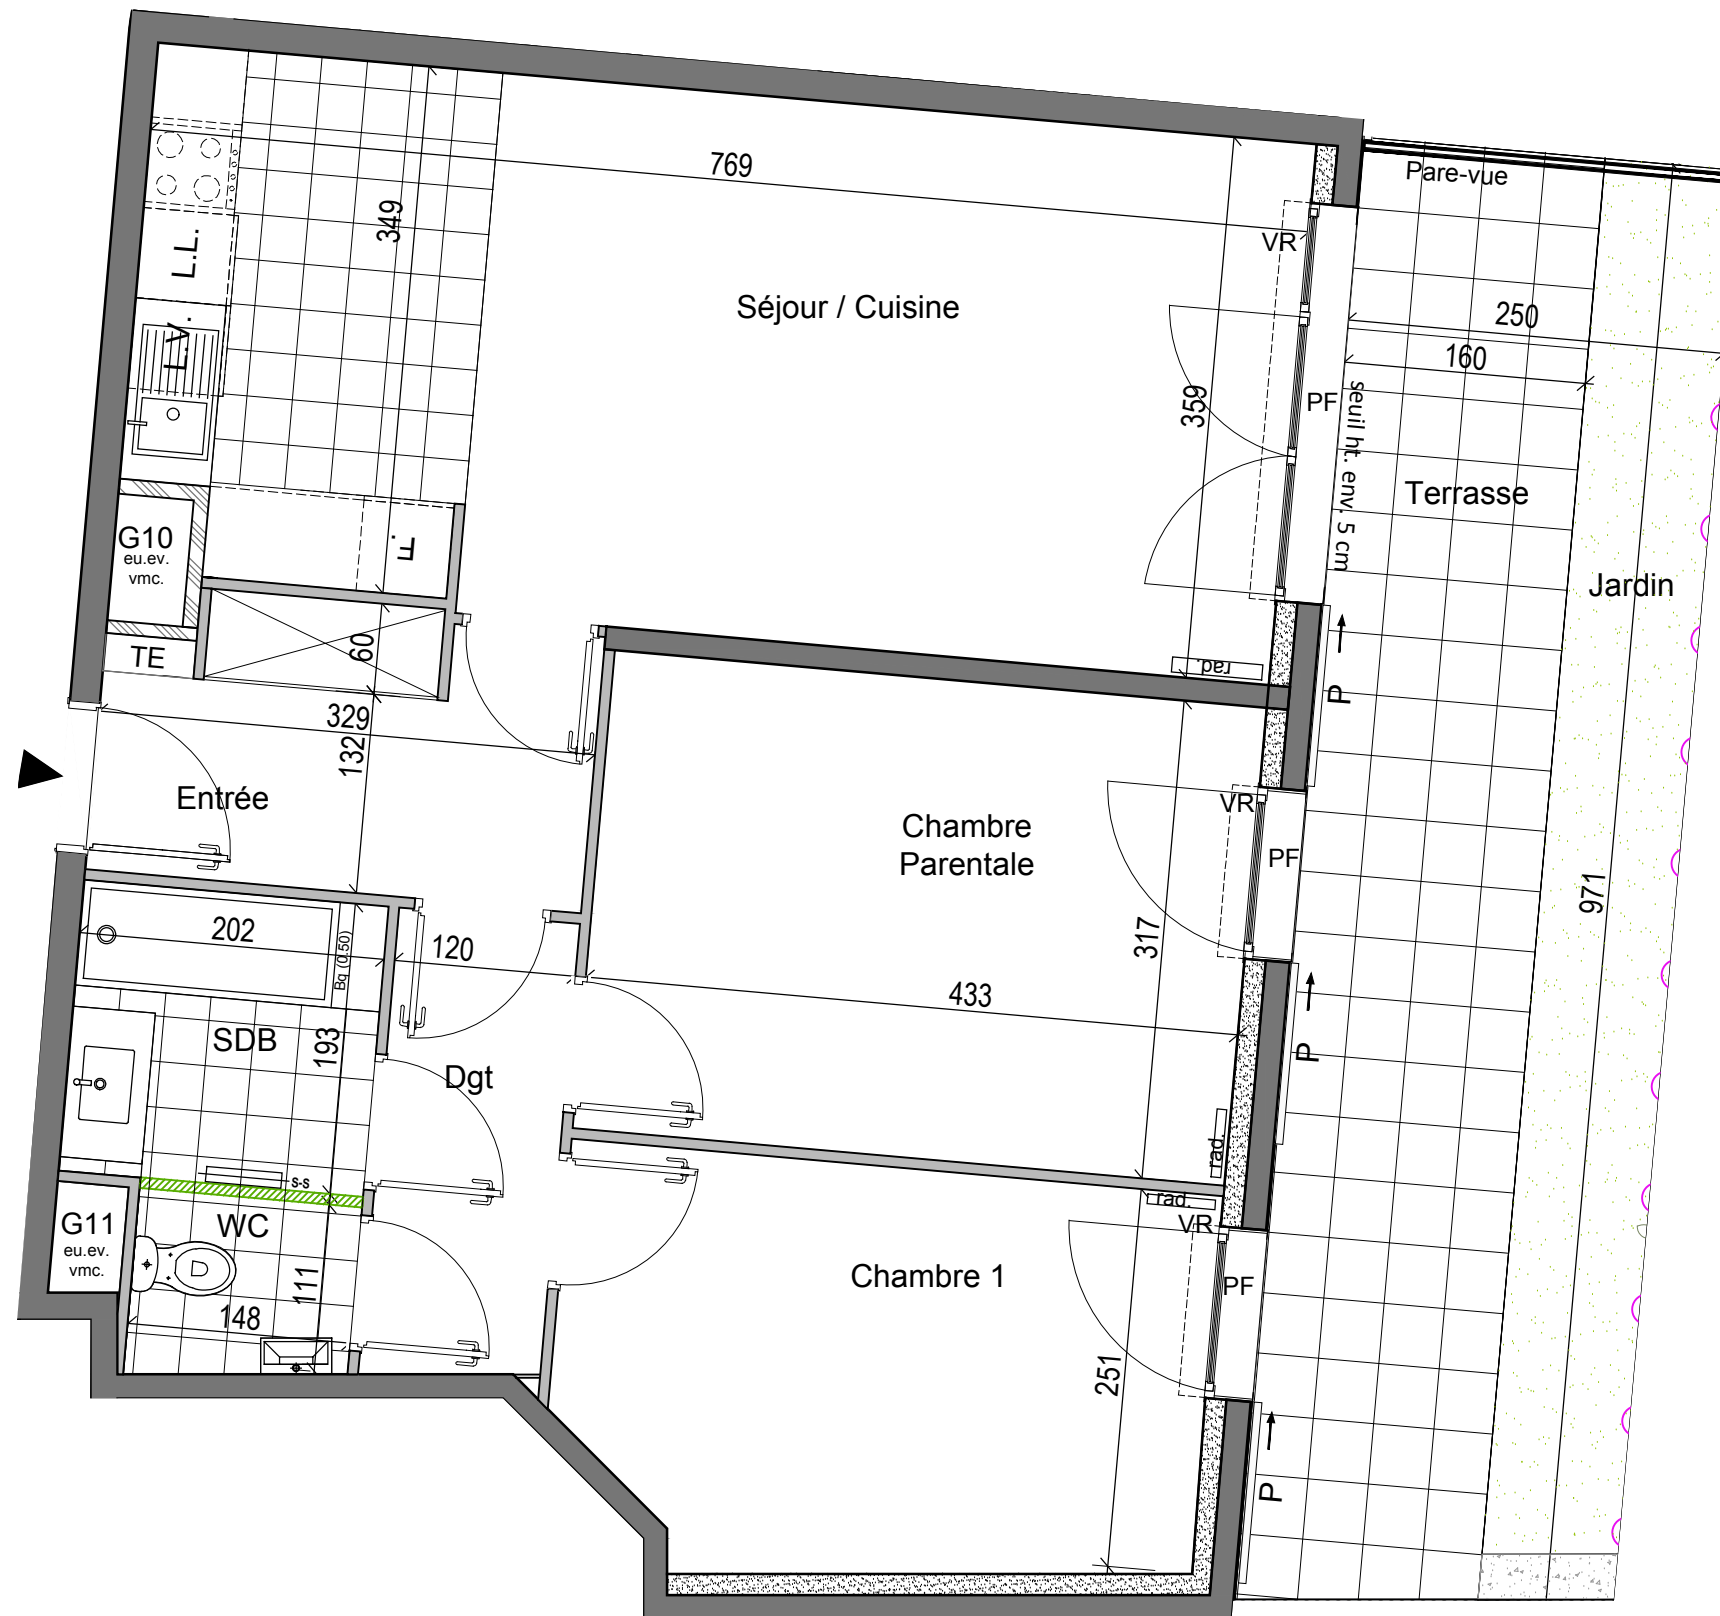 Pare-vue
769
349
VR
L.L.
Séjour / Cuisine
250
160
L.V.
359
PF
seuil ht. env. 5 cm
Terrasse
G10
eu.ev.
vmc.
F.
Jardin
TE
60
rad.
P
329
132
Entrée
VR
Chambre
Parentale
PF
971
202
120
Bq (0.50)
317
433
SDB
193
P
Dgt
rad.
s-s
rad.
G11
eu.ev.
vmc.
WC
VR
Chambre 1
PF
111
148
251
P